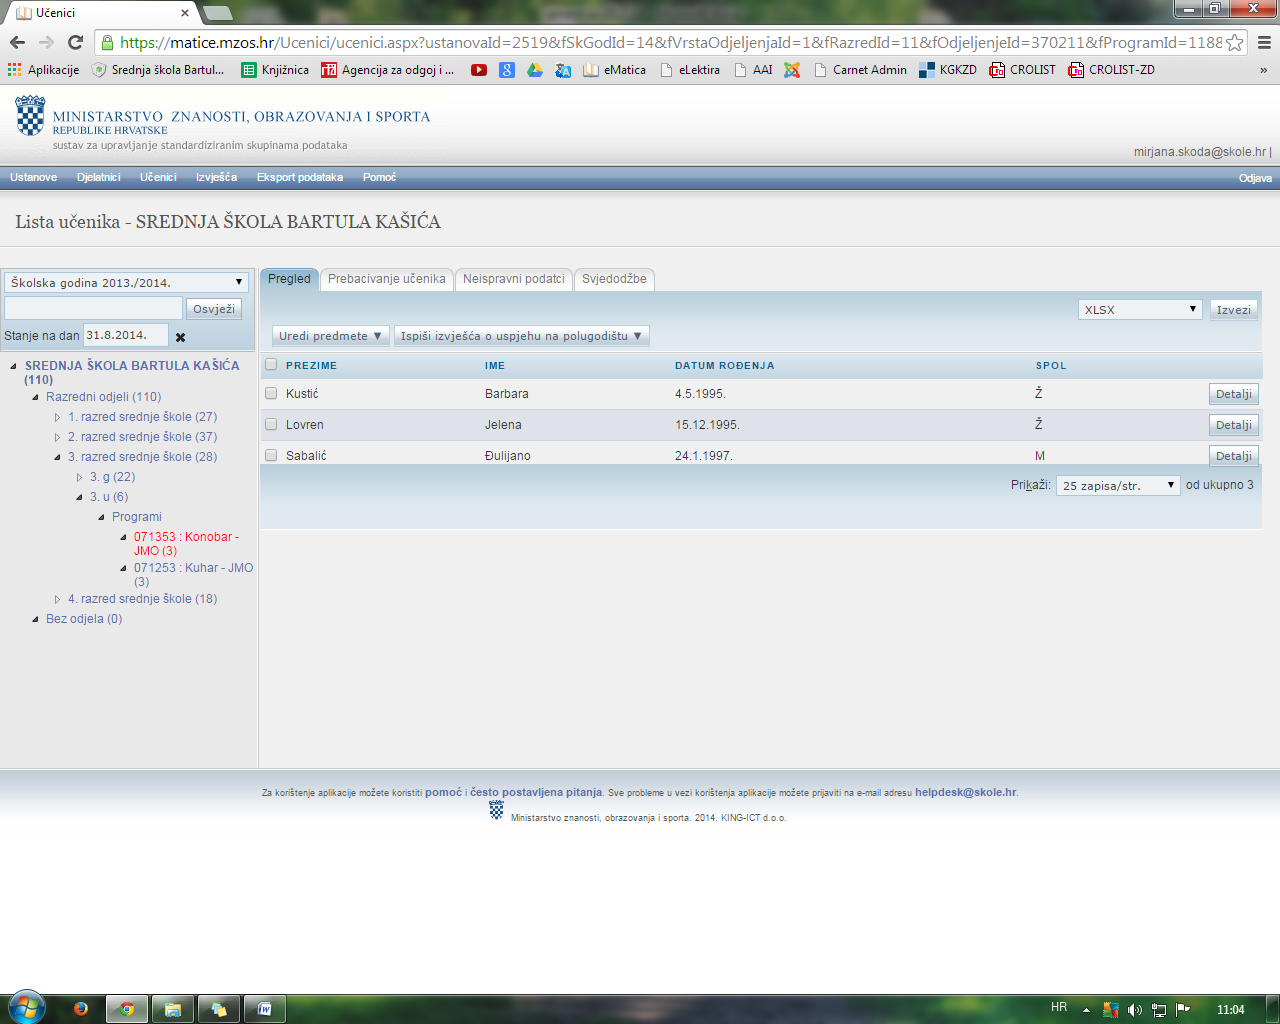 Učenici
https://matice.mzos.hr/Ucenici/ucenici.aspx?ustanovaId=2519&fSkGodId=14&fVrstaOdjeljenjaId=1&fRazredId=11&fOdjeljenjeId=370211&fProgramId=1188
Aplikacije Srednja škola Bartul... Knjižnica Agencija za odgoj i ... eMatica eLektira AAI Carnet Admin KGKZD CROLIST CROLIST-ZD »
MINISTARSTVO ZNANOSTI, OBRAZOVANJA I SPORTA
REPUBLIKE HRVATSKE
sustav za upravljanje standardiziranim skupinama podataka
mirjana.skoda@skole.hr |
Ustanove Djelatnici Učenici Izvješća Eksport podataka Pomoć Odjava
Lista učenika - SREDNJA ŠKOLA BARTULA KAŠIĆA
Školska godina 2013./2014.
Osvježi
Stanje na dan 31.8.2014.
SREDNJA ŠKOLA BARTULA KAŠIĆA
(110)
Razredni odjeli (110)
1. razred srednje škole (27)
2. razred srednje škole (37)
3. razred srednje škole (28)
3. g (22)
3. u (6)
Programi
071353 : Konobar -
JMO (3)
071253 : Kuhar - JMO
(3)
4. razred srednje škole (18)
Bez odjela (0)
Pregled Prebacivanje učenika Neispravni podatci Svjedodžbe
XLSX Izvezi
Uredi predmete ▼ Ispiši izvješća o uspjehu na polugodištu ▼
PREZIME IME DATUM ROĐENJA SPOL
Kustić Barbara 4.5.1995. Ž Detalji
Lovren Jelena 15.12.1995. Ž Detalji
Sabalić Đulijano 24.1.1997. M Detalji
Prikaži: 25 zapisa/str. od ukupno 3
Za korištenje aplikacije možete koristiti pomoć i često postavljena pitanja. Sve probleme u vezi korištenja aplikacije možete prijaviti na e-mail adresu helpdesk@skole.hr.
Ministarstvo znanosti, obrazovanja i sporta. 2014. KING-ICT d.o.o.
HR 11:04